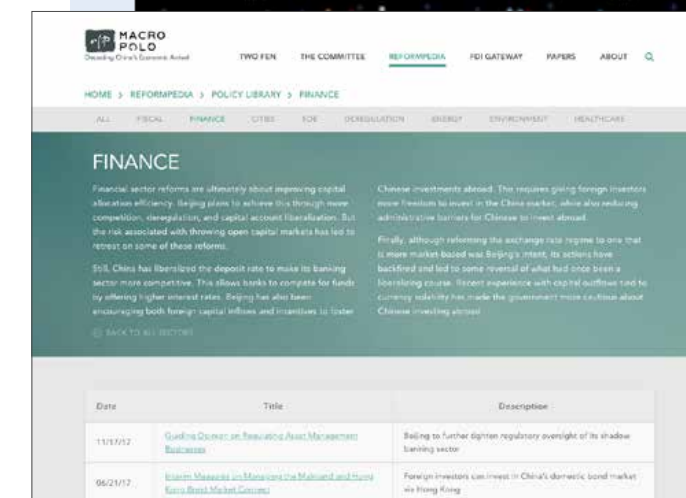 MACRO
POLO
Decoding China's Economic Arrival
TWO FEN THE COMMITTEE REFORMPEDIA FDI GATEWAY PAPERS ABOUT
HOME > REFORMPEDIA > POLICY LIBRARY > FINANCE
ALL FISCAL FINANCE CITIES SOE DEREGULATION ENERGY ENVIRONMENT HEALTHCARE
FINANCE
Financial sector reforms are ultimately about improving capital
allocation efficiency. Beijing plans to achieve this through more
competition, deregulation, and capital account liberalization. But
the risk associated with throwing open capital markets has led to
retreat on some of these reforms.
Still, China has liberalized the deposit rate to make its banking
sector more competitive. This allows banks to compete for funds
by offering higher interest rates. Beijing has also been
encouraging both foreign capital inflows and incentives to foster
Chinese investments abroad. This requires giving foreign investors
more freedom to invest in the China market, while also reducing
administrative barriers for Chinese to invest abroad.
Finally, although reforming the exchange rate regime to one that
is more market-based was Beijing's intent, its actions have
backfired and led to some reversal of what had once been a
liberalizing course. Recent experience with capital outflows tied to
currency volatility has made the government more cautious about
Chinese investing abroad.
BACK TO ALL SECTORS
Date Title Description
11/17/17 Guiding Opinion on Regulating Asset Management Beijing to further tighten regulatory oversight of its shadow
Businesses banking sector
06/21/17 Interim Measures on Managing the Mainland and Hong Foreign investors can invest in China's domestic bond market
Kong Bond Market Connect via Hong Kong